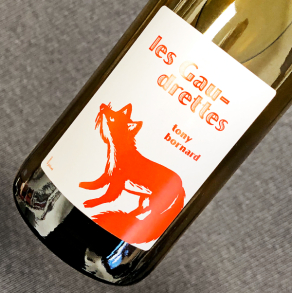 les Gau-
drettes
tony
bornard